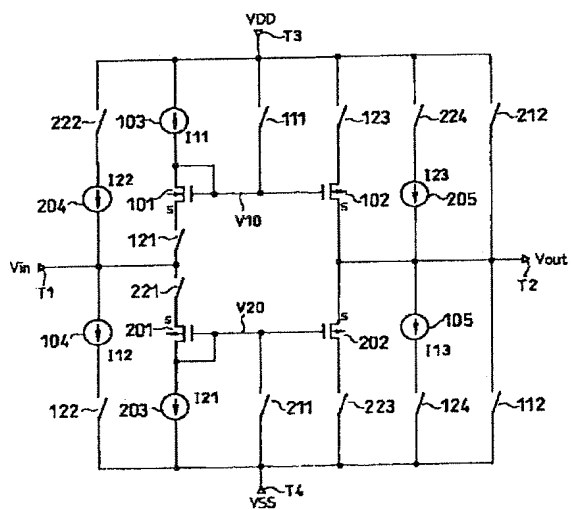 VDD
T3
222
103
I11
111
123
224
212
I22
204
101
S
V10
102
S
I23
205
121
Vin
T1
Vout
T2
221
104
I12
201
S
V20
S
202
105
I13
122
203
I21
211
223
124
112
T4
VSS